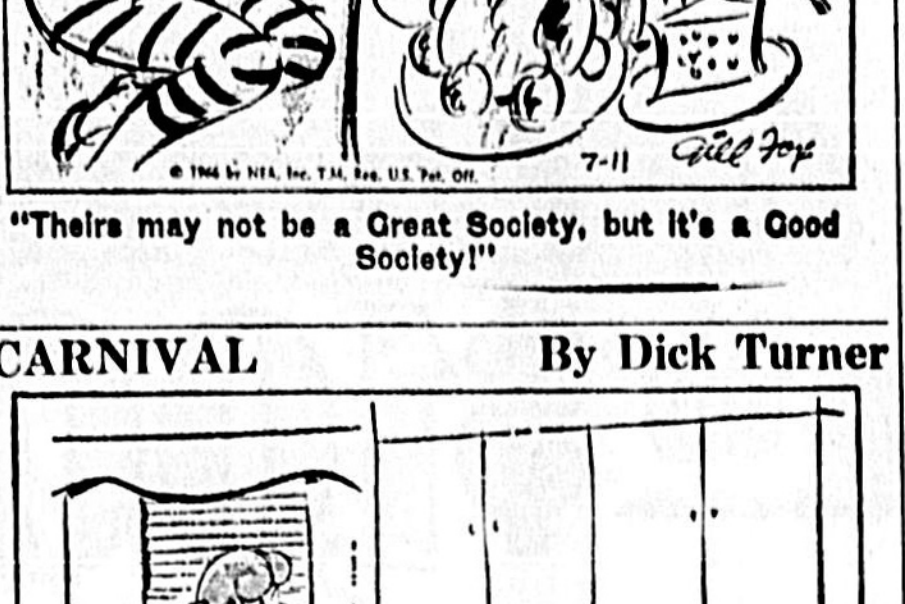 © 1966 by NEA, Inc. T.M. Reg. U.S. Pat. Off.
7-11 Gill Fox
"Theirs may not be a Great Society, but it's a Good
Society!"
CARNIVAL By Dick Turner